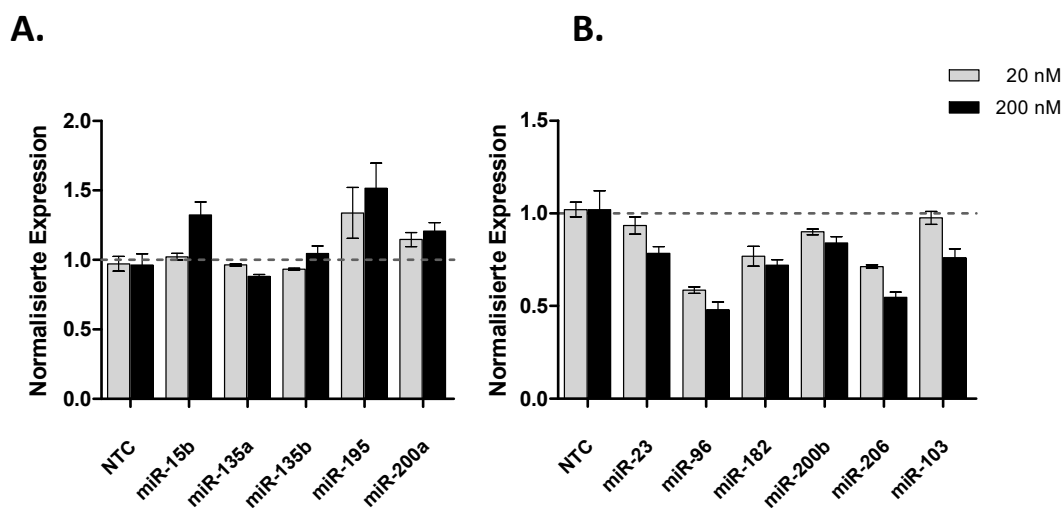 A.
B.
20 nM
200 nM
Normalisierte Expression
2.0
1.5
1.0
0.5
0.0
NTC
miR-15b
miR-135a
miR-135b
miR-195
miR-200a
Normalisierte Expression
1.5
1.0
0.5
0.0
NTC
miR-23
miR-96
miR-182
miR-200b
miR-206
miR-103